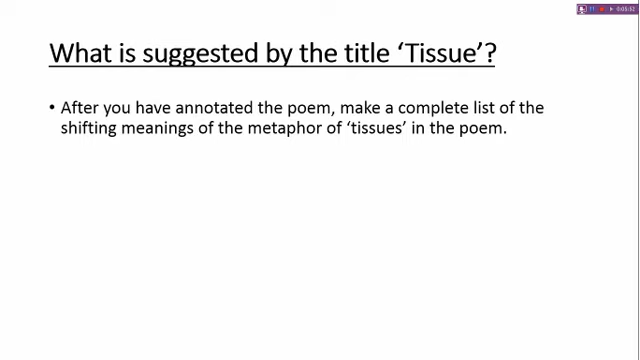 What is suggested by the title ‘Tissue’?
• After you have annotated the poem, make a complete list of the
shifting meanings of the metaphor of ‘tissues’ in the poem.